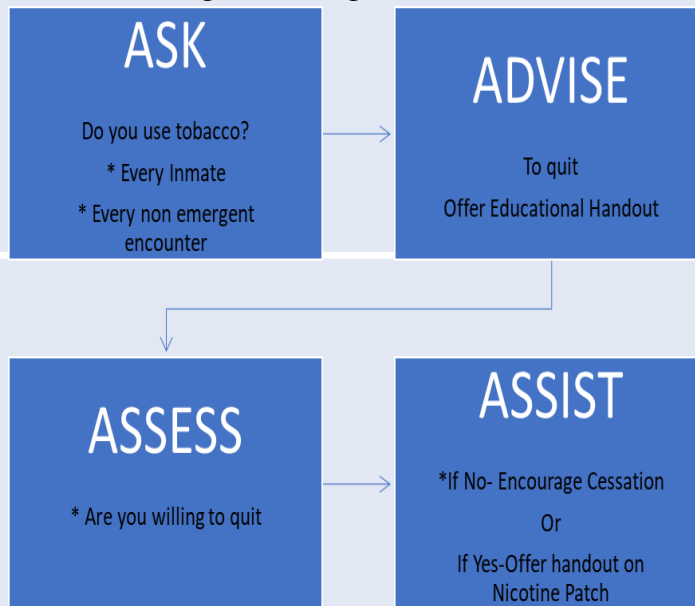 ASK
Do you use tobacco?
* Every Inmate
* Every non emergent
encounter
ADVISE
To quit
Offer Educational Handout
ASSESS
* Are you willing to quit
ASSIST
*If No- Encourage Cessation
Or
If Yes-Offer handout on
Nicotine Patch